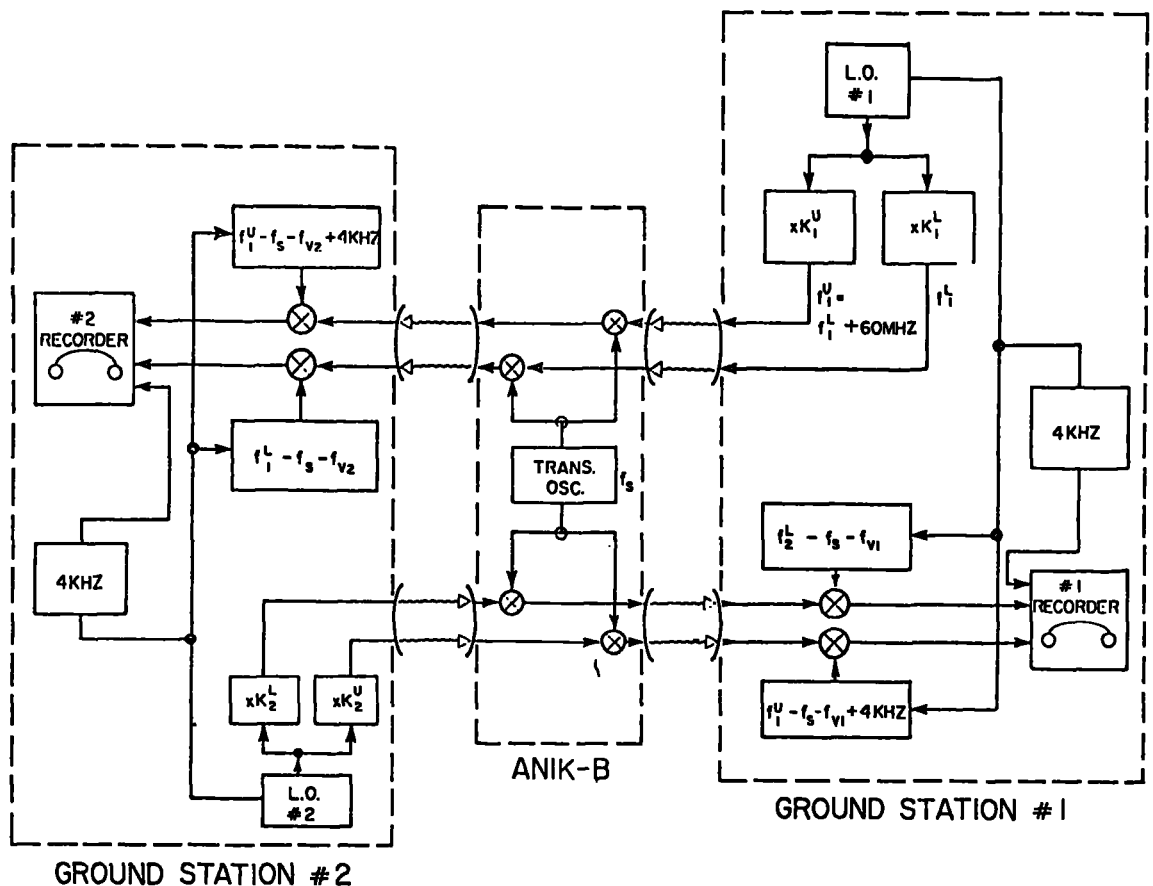 L.O.
#1
xK₁ᵁ
xK₁ᴸ
f₁ᵁ =
f₁ᴸ + 60MHZ
f₁ᴸ
4KHZ
f₂ᴸ - fₛ - f_V1
#1
RECORDER
f₁ᵁ - fₛ - f_V1 + 4KHZ
GROUND STATION #1
f₁ᵁ - fₛ - f_V2 + 4KHZ
#2
RECORDER
f₁ᴸ - fₛ - f_V2
4KHZ
xK₂ᴸ
xK₂ᵁ
L.O.
#2
GROUND STATION #2
TRANS.
OSC.
fₛ
ANIK-B